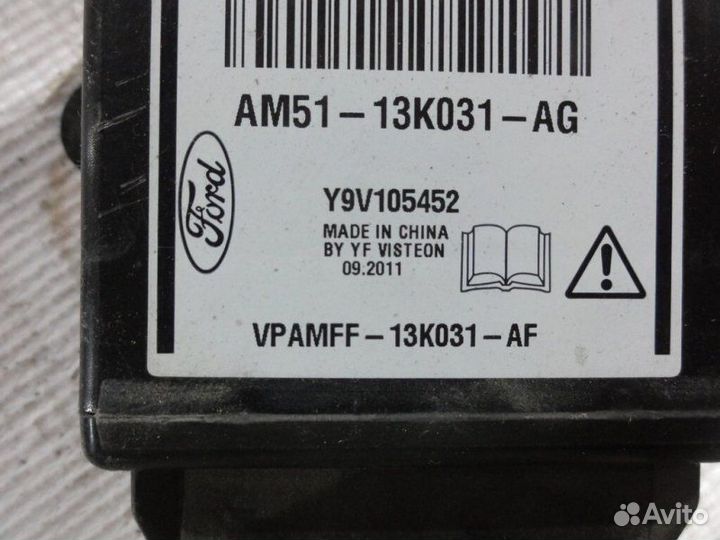 AM51-13K031-AG
Ford
Y9V105452
MADE IN CHINA
BY YF VISTEON
09.2011
VPAMFF-13K031-AF
Avito